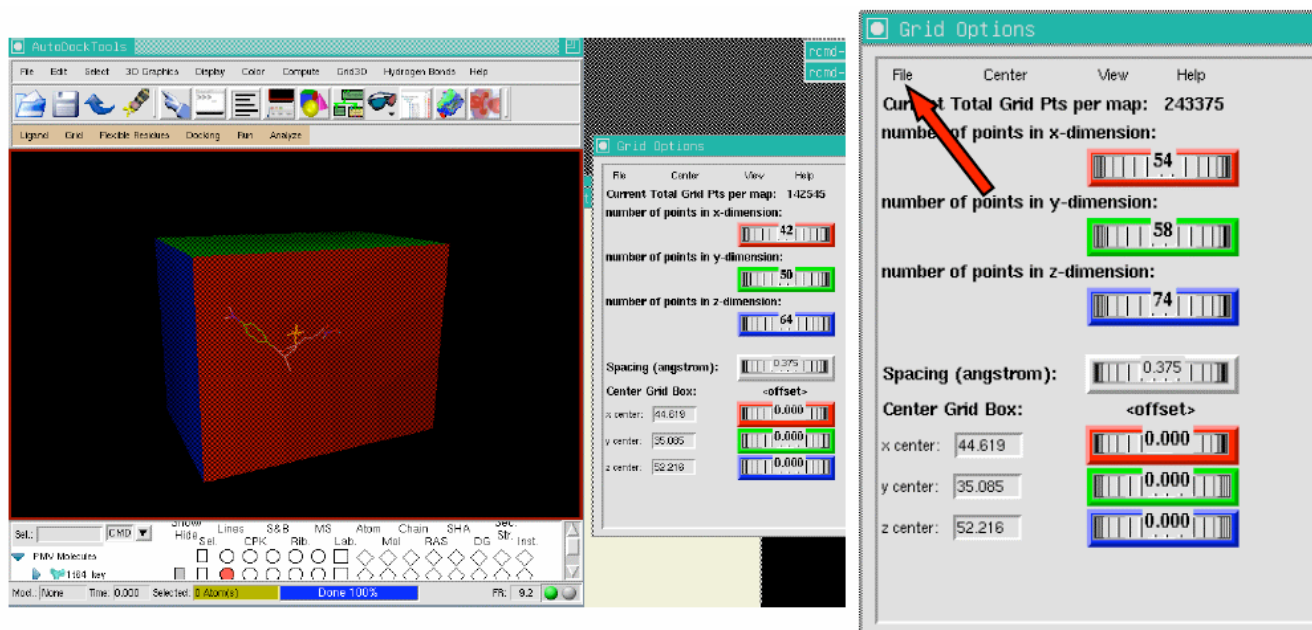 AutoDockTools
rcmd-
rcmd-
File Edit Select 3D Graphics Display Color Compute Grid3D Hydrogen Bonds Help
Ligand Grid Flexible Residues Docking Run Analyze
Sel.: CMD Show/ Lines S&B MS Atom Chain SHA Sec.
Hide Sel. CPK Rib. Lab. Mol RAS DG Str. Inst.
PMV Molecules
Mod.: None Time: 0.000 Selected: 0 Atom(s) Done 100% FR: 9.2
Grid Options
File Center View Help
Current Total Grid Pts per map: 142545
number of points in x-dimension:
42
number of points in y-dimension:
50
number of points in z-dimension:
64
Spacing (angstrom): 0.375
Center Grid Box: <offset>
x center: 44.619 0.000
y center: 35.085 0.000
z center: 52.216 0.000
Grid Options
File Center View Help
Current Total Grid Pts per map: 243375
number of points in x-dimension:
54
number of points in y-dimension:
58
number of points in z-dimension:
74
Spacing (angstrom): 0.375
Center Grid Box: <offset>
x center: 44.619 0.000
y center: 35.085 0.000
z center: 52.216 0.000